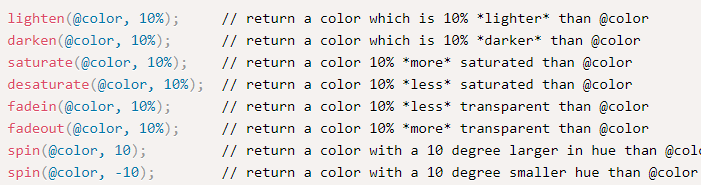 lighten(@color, 10%);     // return a color which is 10% *lighter* than @color
darken(@color, 10%);      // return a color which is 10% *darker* than @color
saturate(@color, 10%);    // return a color 10% *more* saturated than @color
desaturate(@color, 10%);  // return a color 10% *less* saturated than @color
fadein(@color, 10%);      // return a color 10% *less* transparent than @color
fadeout(@color, 10%);     // return a color 10% *more* transparent than @color
spin(@color, 10);         // return a color with a 10 degree larger in hue than @colo
spin(@color, -10);        // return a color with a 10 degree smaller hue than @color